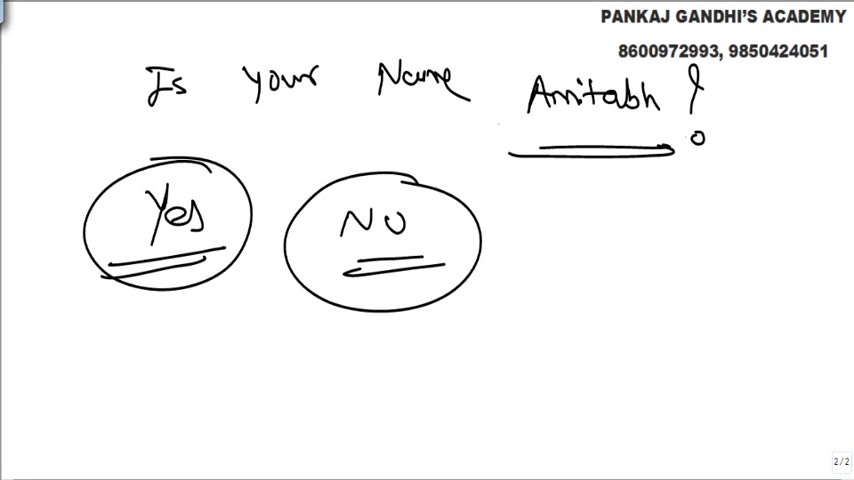 PANKAJ GANDHI'S ACADEMY
8600972993, 9850424051
Is Your Name Amitabh ?
Yes NO
2/2